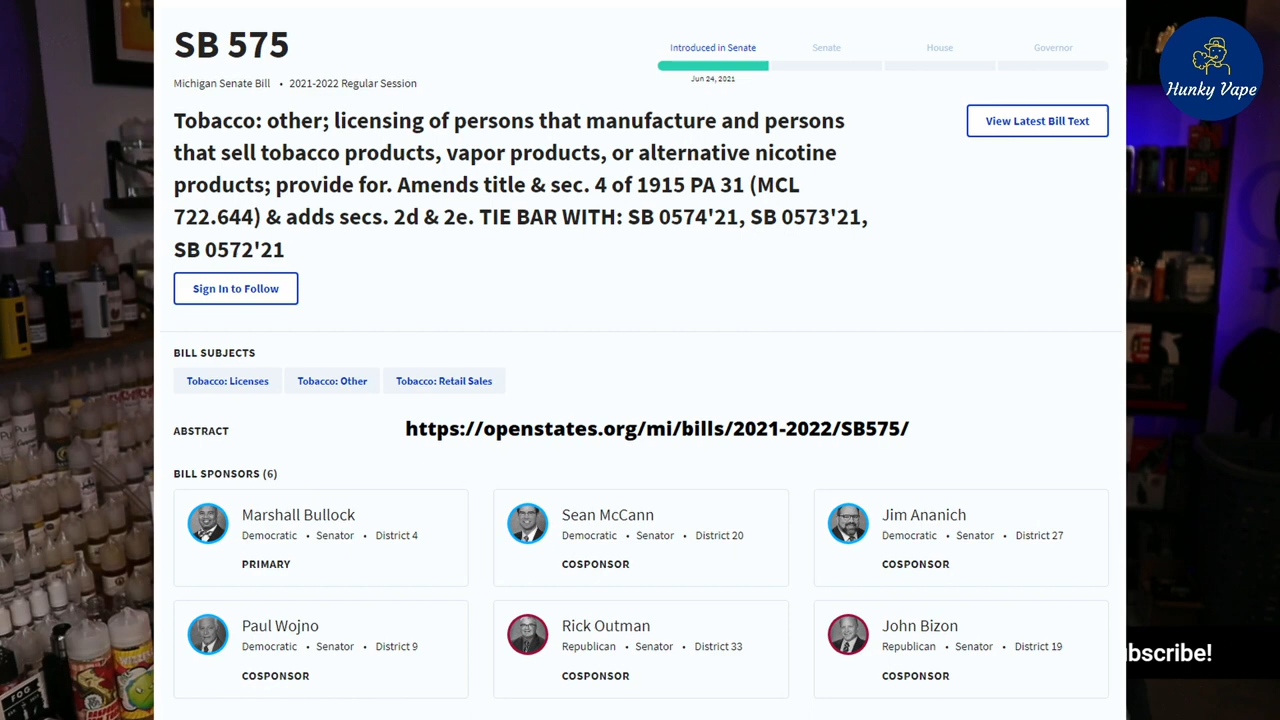 SB 575
Michigan Senate Bill • 2021-2022 Regular Session
Introduced in Senate
Senate
House
Governor
Jun 24, 2021
Hunky Vape
Tobacco: other; licensing of persons that manufacture and persons
that sell tobacco products, vapor products, or alternative nicotine
products; provide for. Amends title & sec. 4 of 1915 PA 31 (MCL
722.644) & adds secs. 2d & 2e. TIE BAR WITH: SB 0574'21, SB 0573'21,
SB 0572'21
View Latest Bill Text
Sign In to Follow
BILL SUBJECTS
Tobacco: Licenses
Tobacco: Other
Tobacco: Retail Sales
ABSTRACT
https://openstates.org/mi/bills/2021-2022/SB575/
BILL SPONSORS (6)
Marshall Bullock
Democratic • Senator • District 4
PRIMARY
Sean McCann
Democratic • Senator • District 20
COSPONSOR
Jim Ananich
Democratic • Senator • District 27
COSPONSOR
Paul Wojno
Democratic • Senator • District 9
COSPONSOR
Rick Outman
Republican • Senator • District 33
COSPONSOR
John Bizon
Republican • Senator • District 19
COSPONSOR
ubscribe!
FOG